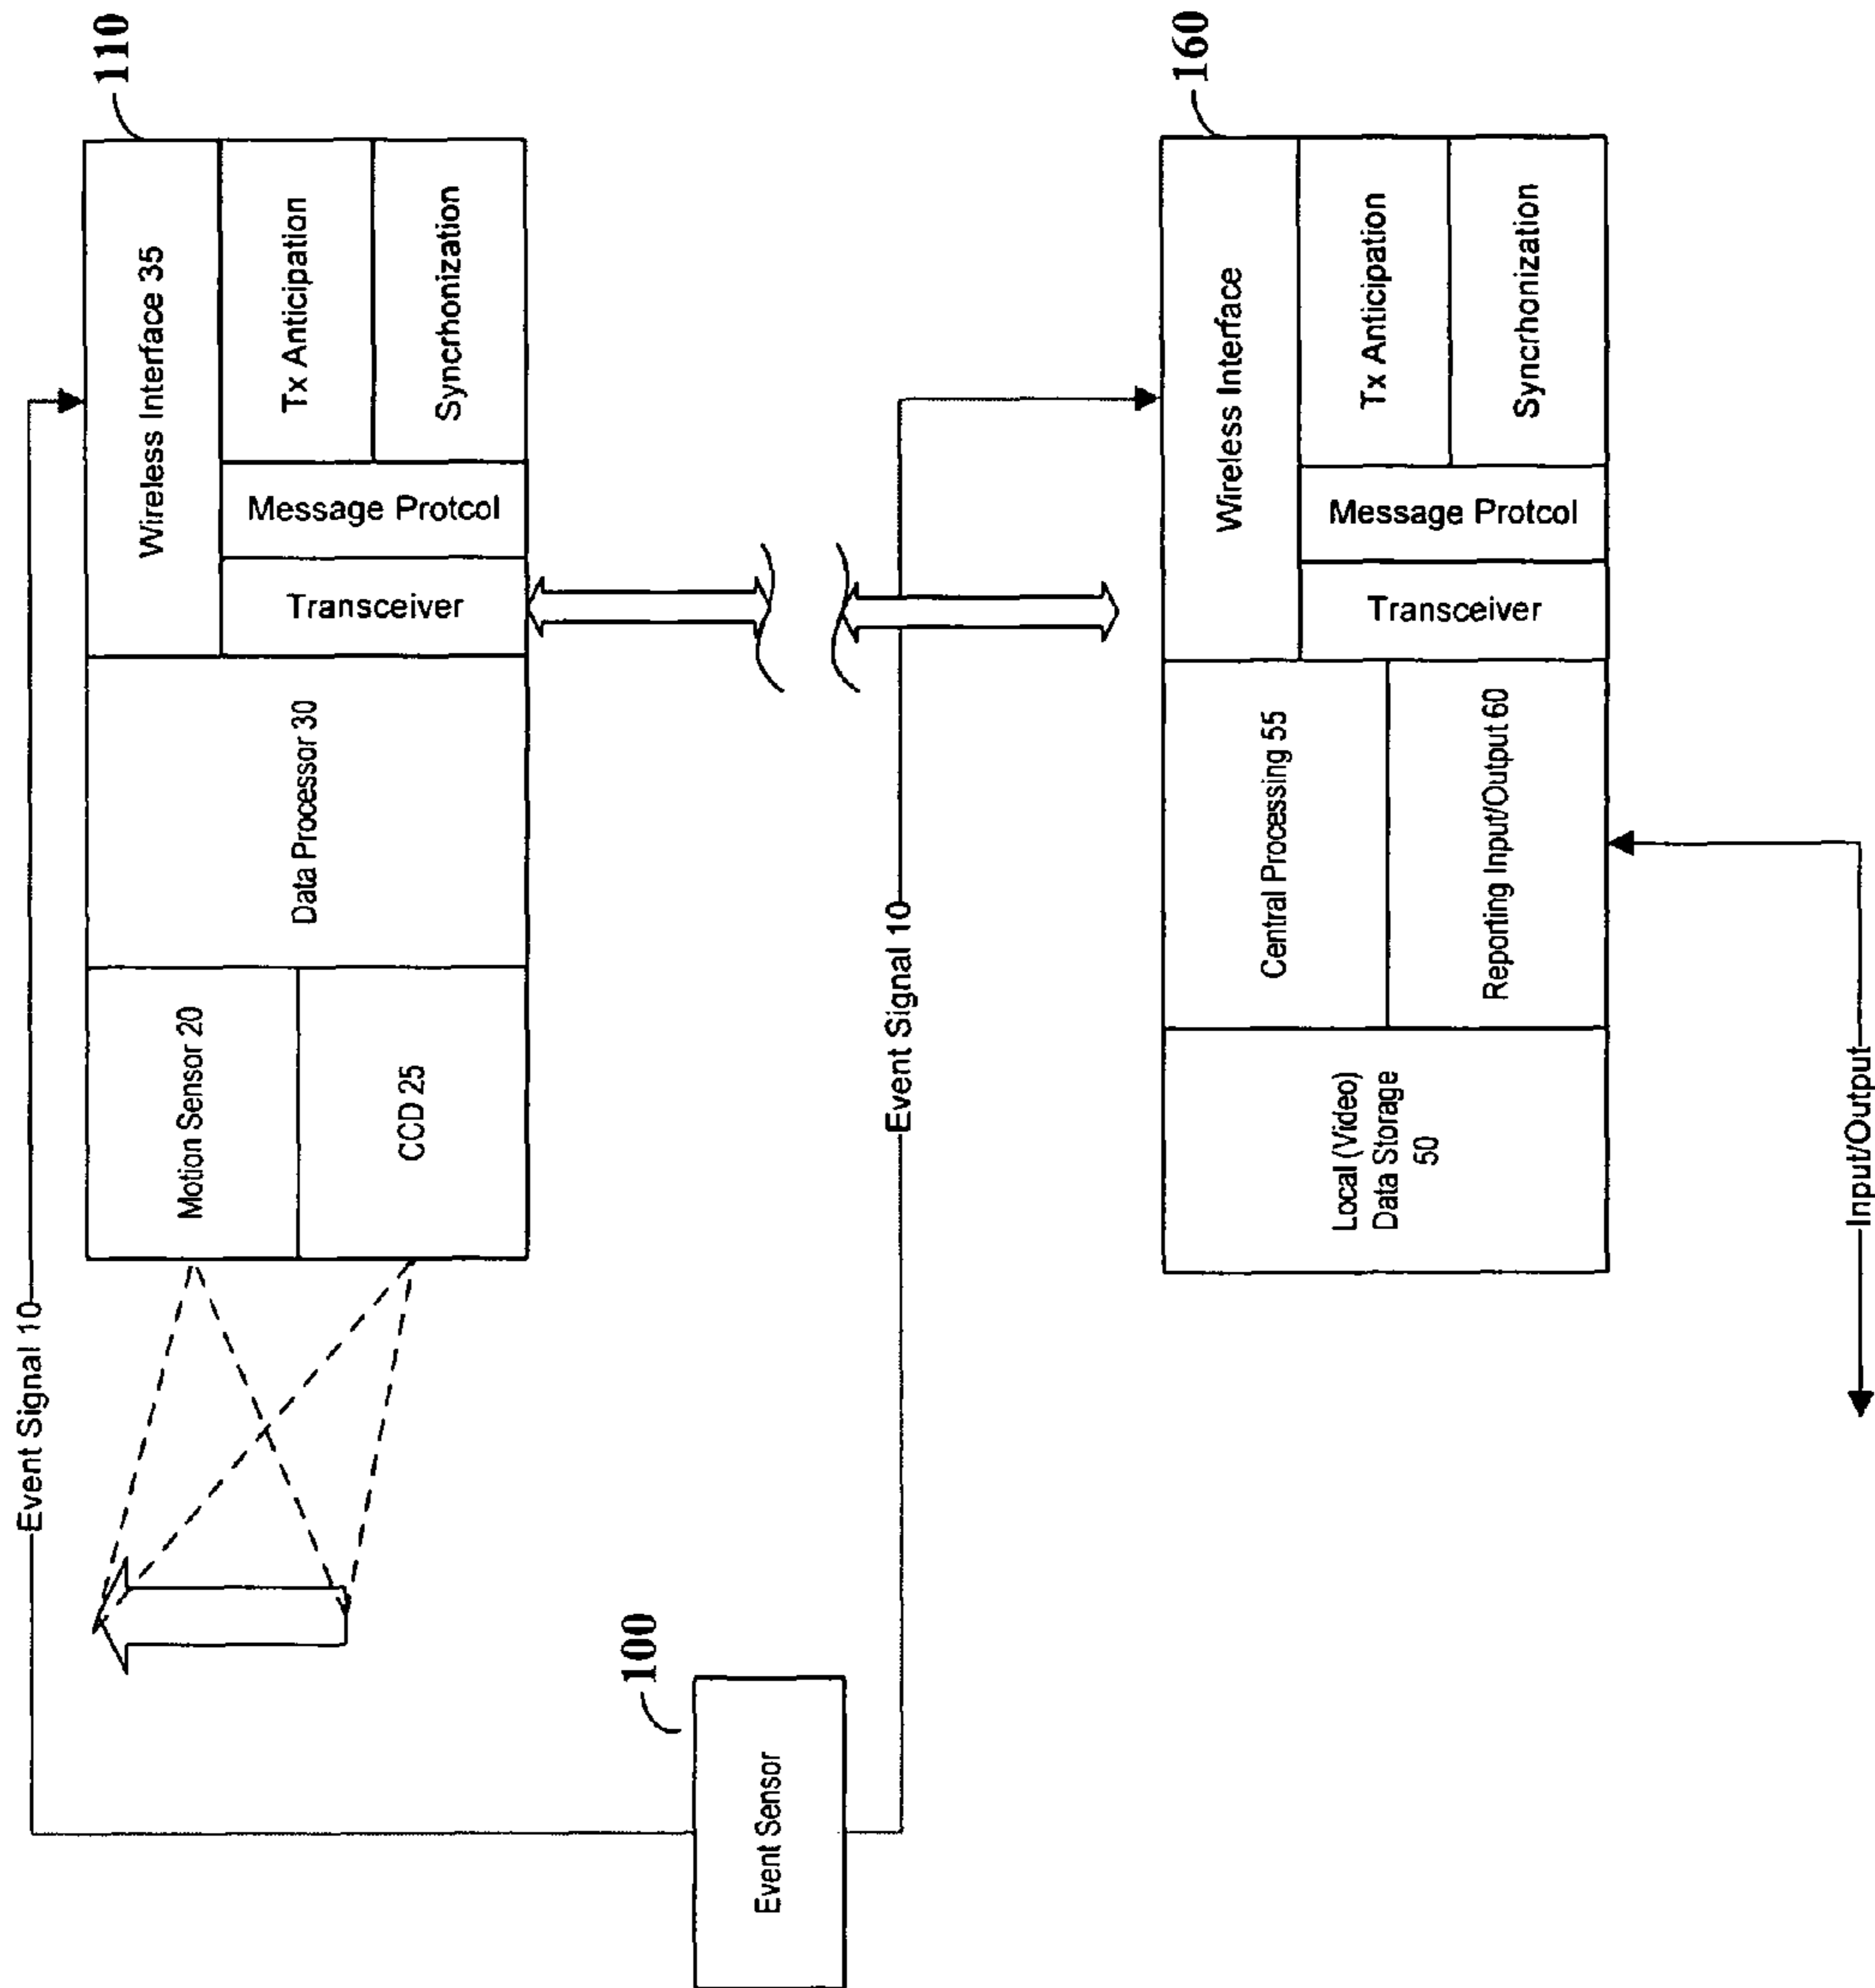 Event Signal 10
110
Wireless Interface 35
Tx Anticipation
Syncrhonization
Message Protcol
Transceiver
Data Processor 30
Motion Sensor 20
CCD 25
100
Event Sensor
Event Signal 10
160
Wireless Interface
Tx Anticipation
Syncrhonization
Message Protcol
Transceiver
Central Processing 55
Reporting Input/Output 60
Local (Video)
Data Storage
50
Input/Output